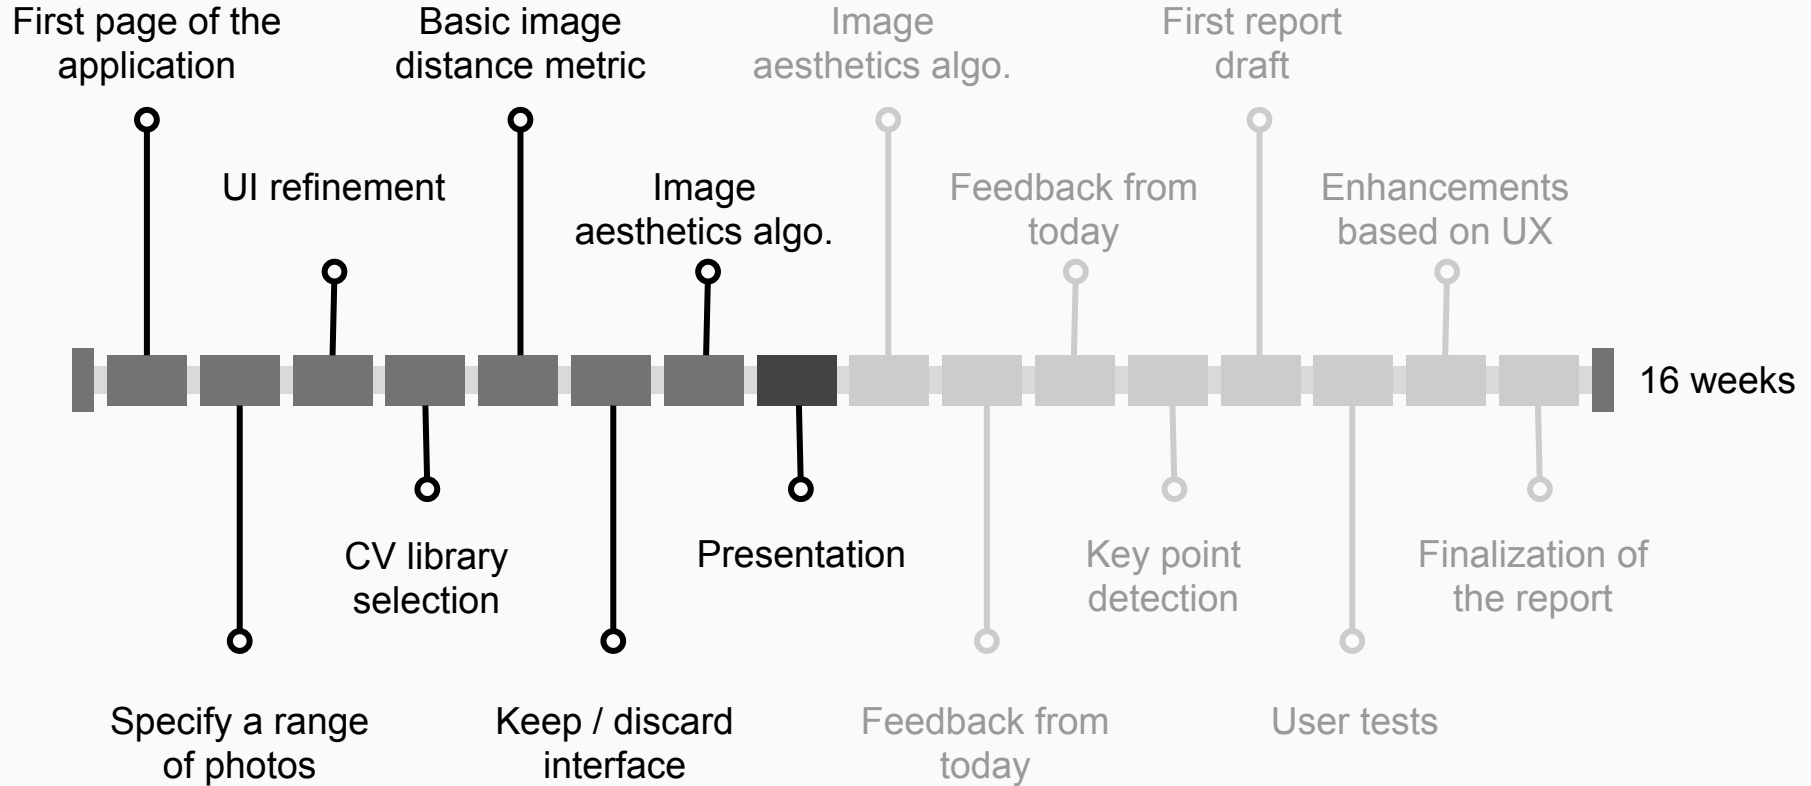 First page of the
application
Basic image
distance metric
Image
aesthetics algo.
First report
draft
UI refinement
Image
aesthetics algo.
Feedback from
today
Enhancements
based on UX
16 weeks
CV library
selection
Presentation
Key point
detection
Finalization of
the report
Specify a range
of photos
Keep / discard
interface
Feedback from
today
User tests